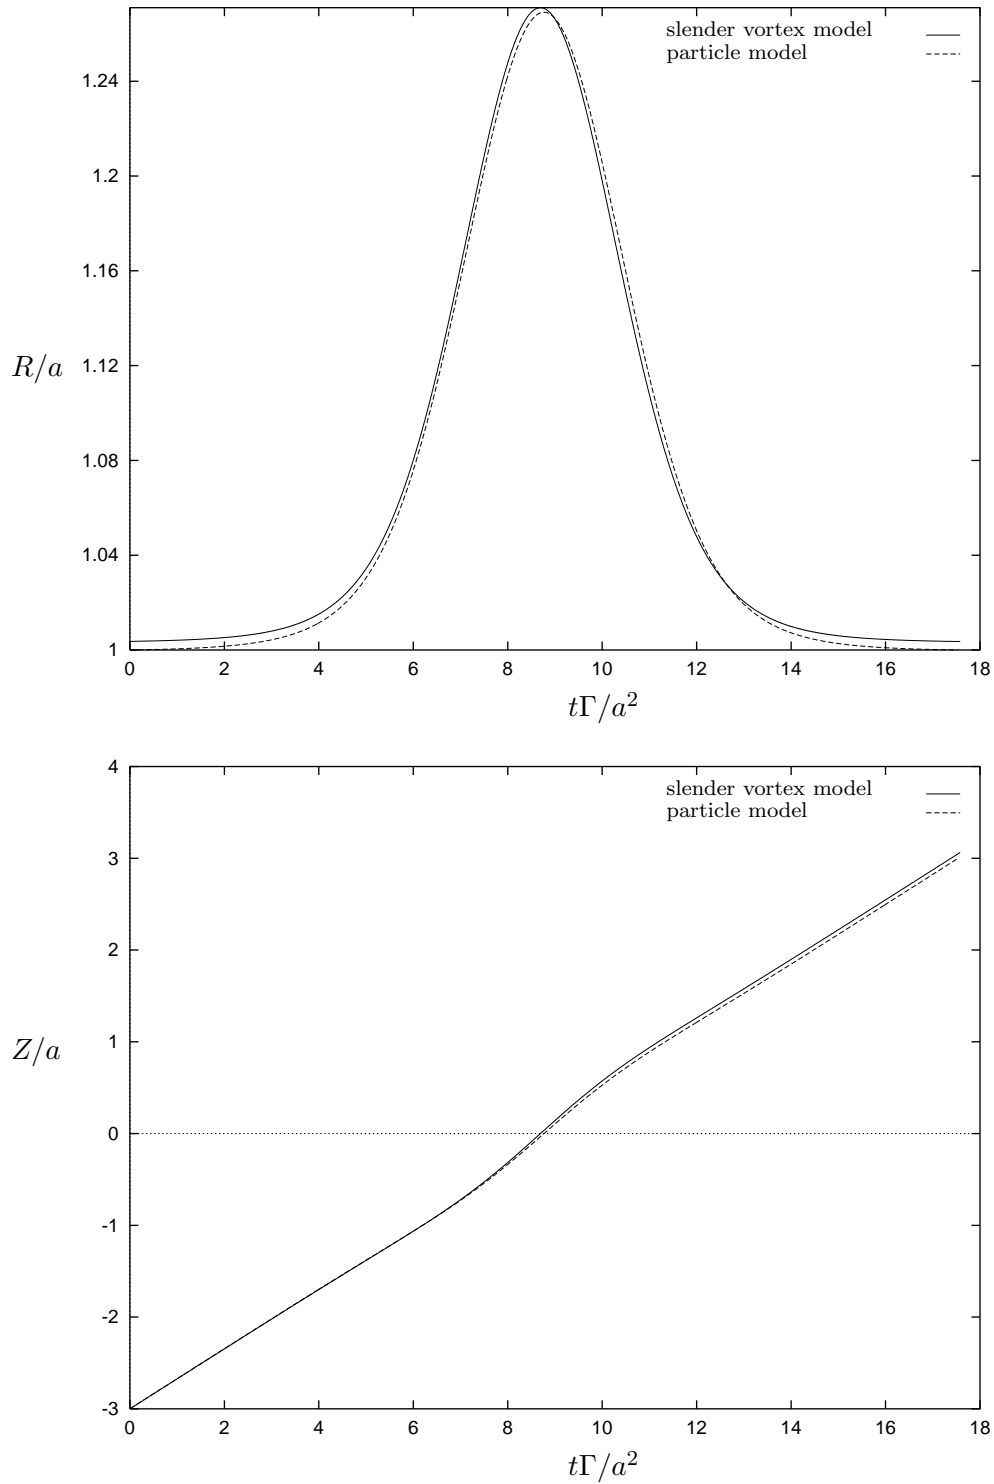 slender vortex model
particle model
1.24
1.2
1.16
R/a
1.12
1.08
1.04
1
0 2 4 6 8 10 12 14 16 18
tΓ/a²
4
slender vortex model
particle model
3
2
1
Z/a
0
-1
-2
-3
0 2 4 6 8 10 12 14 16 18
tΓ/a²